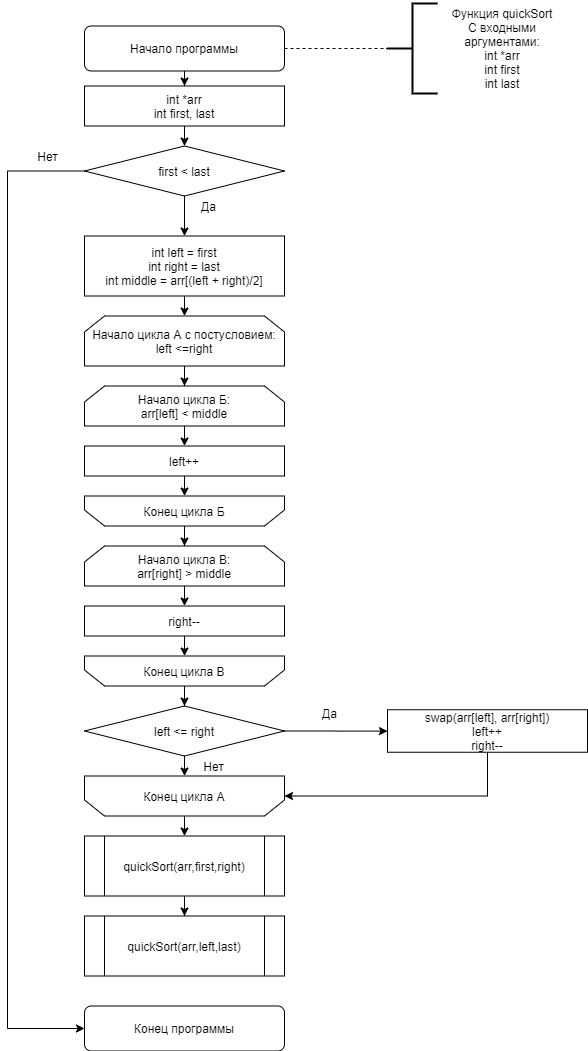 Функция quickSort
С входными
аргументами:
int *arr
int first
int last
Начало программы
int *arr
int first, last
Нет
first < last
Да
int left = first
int right = last
int middle = arr[(left + right)/2]
Начало цикла А с постусловием:
left <=right
Начало цикла Б:
arr[left] < middle
left++
Конец цикла Б
Начало цикла В:
arr[right] > middle
right--
Конец цикла В
left <= right
Да
swap(arr[left], arr[right])
left++
right--
Нет
Конец цикла А
quickSort(arr,first,right)
quickSort(arr,left,last)
Конец программы